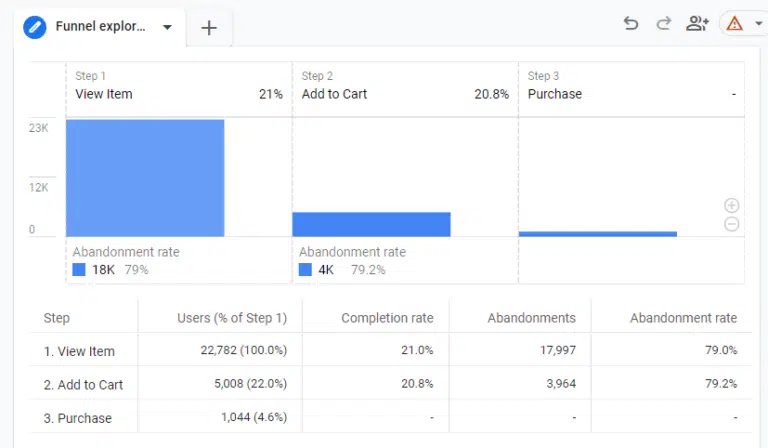 Funnel explor...
Step 1
View Item 21%
Step 2
Add to Cart 20.8%
Step 3
Purchase -
23K
12K
0
Abandonment rate
18K 79%
Abandonment rate
4K 79.2%
Step Users (% of Step 1) Completion rate Abandonments Abandonment rate
1. View Item 22,782 (100.0%) 21.0% 17,997 79.0%
2. Add to Cart 5,008 (22.0%) 20.8% 3,964 79.2%
3. Purchase 1,044 (4.6%) - - -